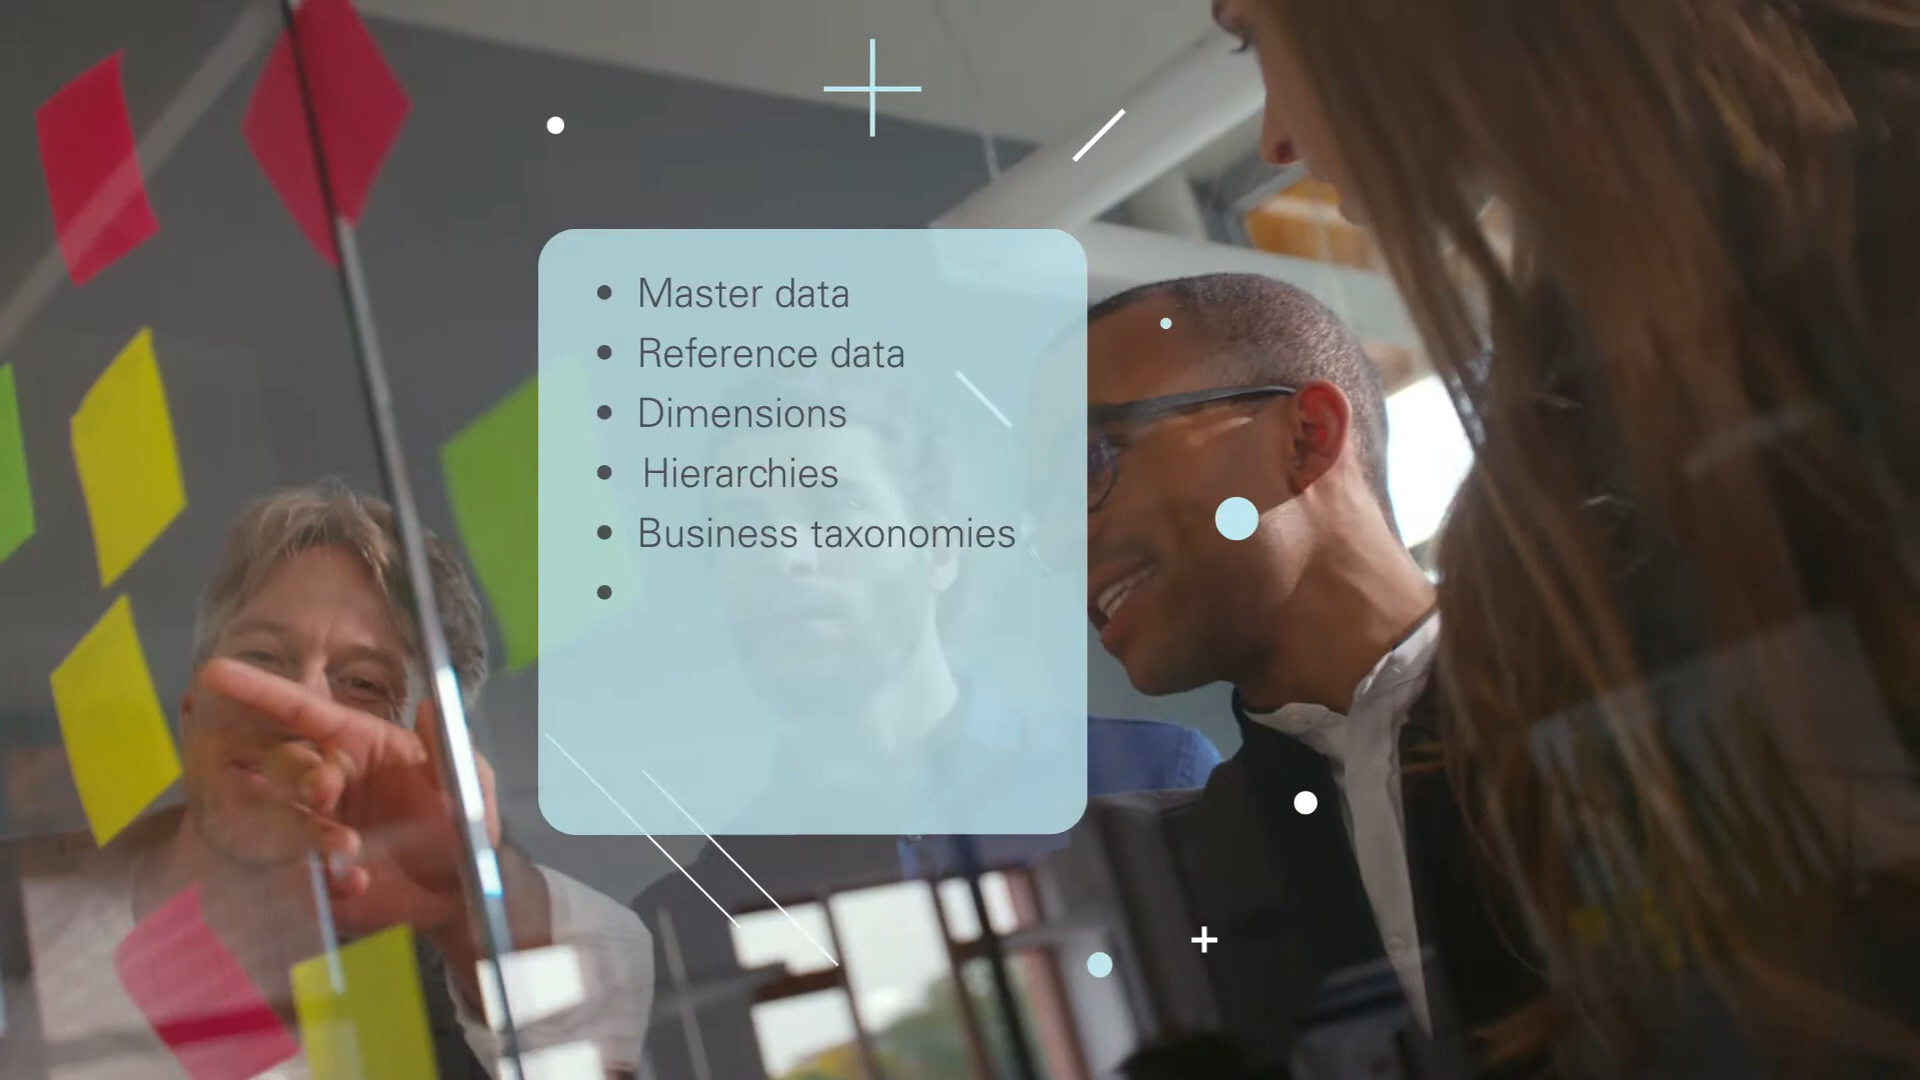 • Master data
• Reference data
• Dimensions
• Hierarchies
• Business taxonomies
•